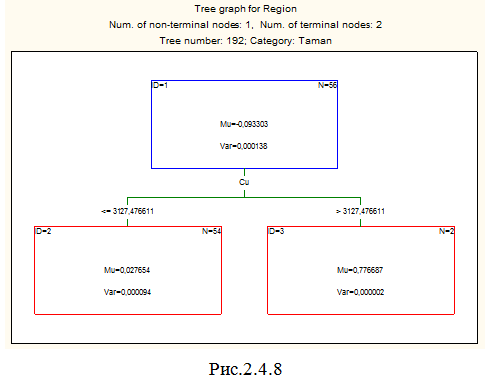 Tree graph for Region
Num. of non-terminal nodes: 1, Num. of terminal nodes: 2
Tree number: 192; Category: Taman
ID=1 N=56
Mu=-0,093303
Var=0,000138
Cu
<= 3127,476611 > 3127,476611
ID=2 N=54 ID=3 N=2
Mu=0,027654 Mu=0,776687
Var=0,000094 Var=0,000002
Рис.2.4.8